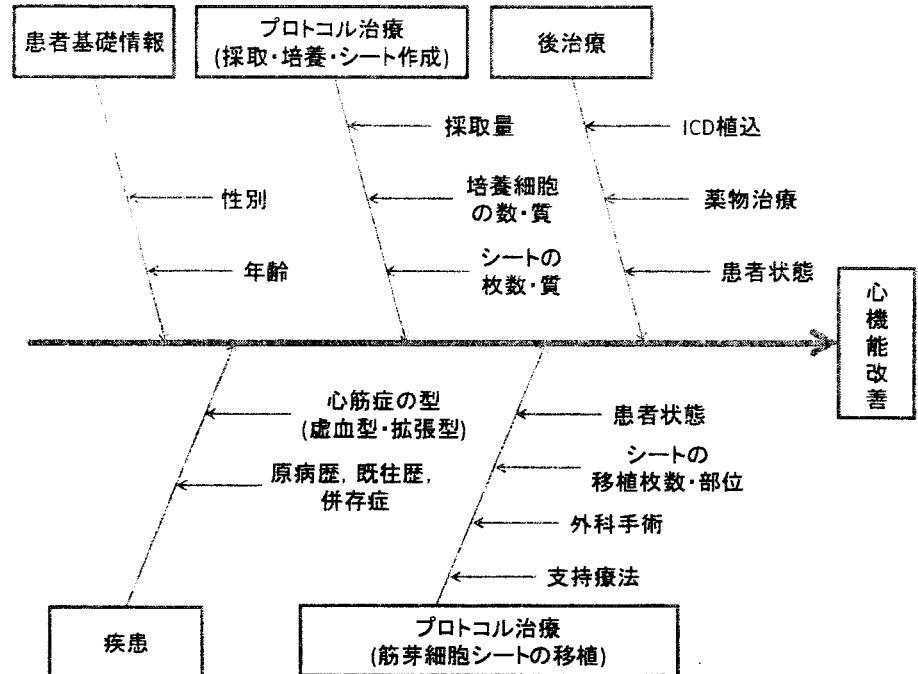 患者基礎情報
プロトコル治療
(採取・培養・シート作成)
後治療
採取量
ICD植込
性別
培養細胞
の数・質
薬物治療
年齢
シートの
枚数・質
患者状態
心機能改善
心筋症の型
(虚血型・拡張型)
患者状態
原病歴, 既往歴,
併存症
シートの
移植枚数・部位
外科手術
支持療法
疾患
プロトコル治療
(筋芽細胞シートの移植)